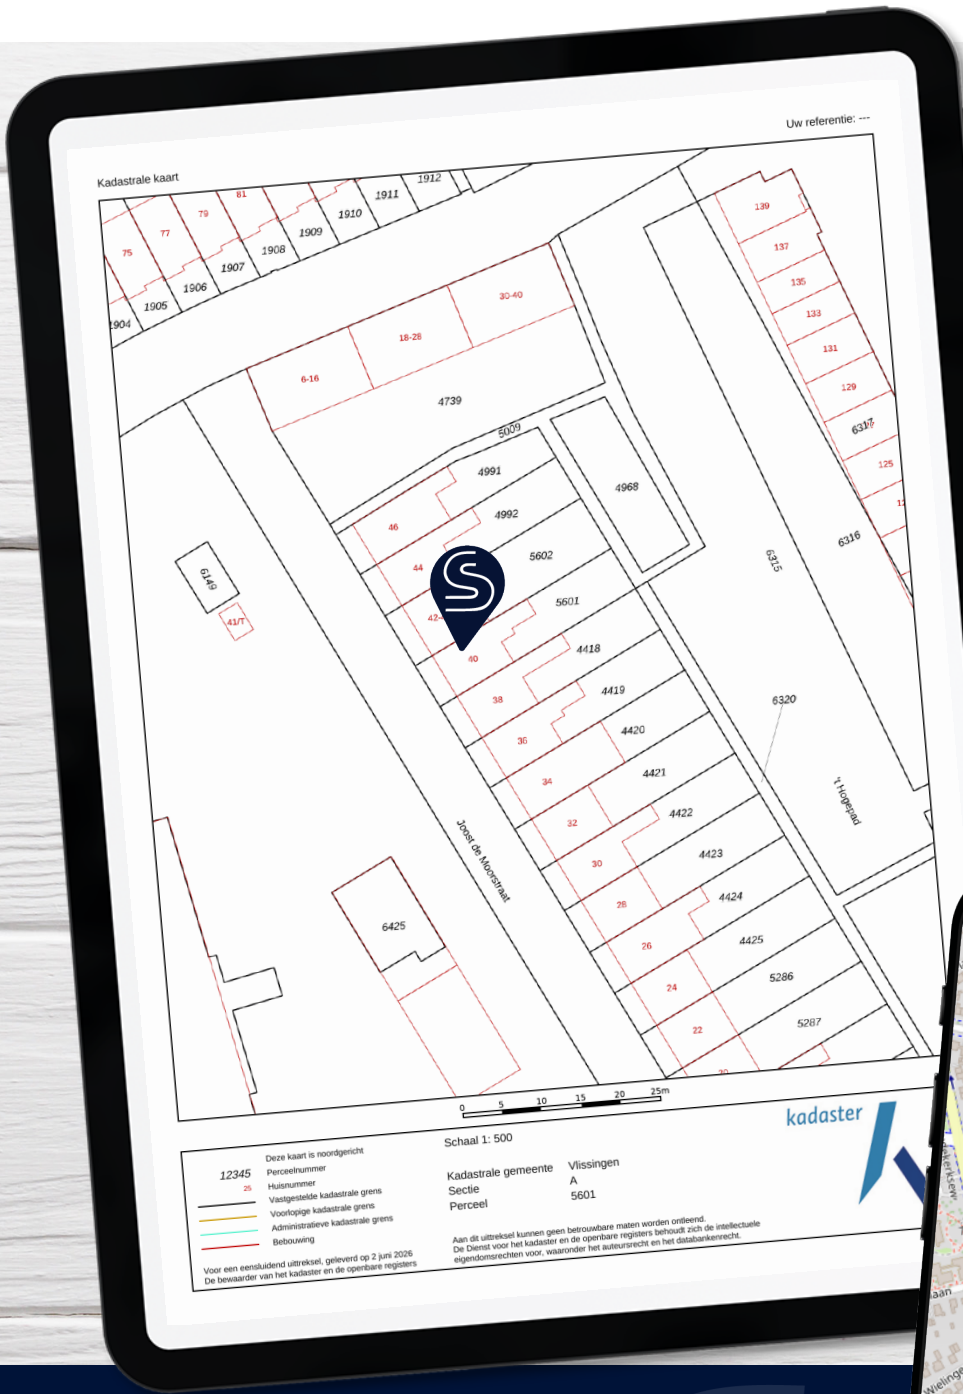 Uw referentie: ---
Kadastrale kaart
75
77
79
81
1904
1905
1906
1907
1908
1909
1910
1911
1912
139
137
135
133
131
129
6317
125
6-16
18-28
30-40
4739
5009
4991
4992
4968
5602
5601
4418
4419
4420
4421
4422
4423
4424
4425
5286
5287
46
44
42-
40
38
36
34
32
30
28
26
24
22
6149
41/T
6425
6315
6316
6320
Joost de Moorstraat
't Hogepad
0 5 10 15 20 25m
Schaal 1: 500
kadaster
Deze kaart is noordgericht
12345 Perceelnummer
25 Huisnummer
Vastgestelde kadastrale grens
Voorlopige kadastrale grens
Administratieve kadastrale grens
Bebouwing
Kadastrale gemeente Vlissingen
Sectie A
Perceel 5601
Voor een eensluidend uittreksel, geleverd op 2 juni 2026
De bewaarder van het kadaster en de openbare registers
Aan dit uittreksel kunnen geen betrouwbare maten worden ontleend.
De Dienst voor het kadaster en de openbare registers behoudt zich de intellectuele
eigendomsrechten voor, waaronder het auteursrecht en het databankenrecht.